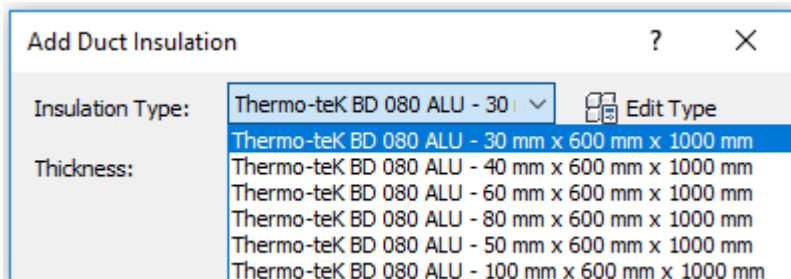 Add Duct Insulation ? ×
Insulation Type: Thermo-teK BD 080 ALU - 30 Edit Type
Thermo-teK BD 080 ALU - 30 mm x 600 mm x 1000 mm
Thickness: Thermo-teK BD 080 ALU - 40 mm x 600 mm x 1000 mm
Thermo-teK BD 080 ALU - 60 mm x 600 mm x 1000 mm
Thermo-teK BD 080 ALU - 80 mm x 600 mm x 1000 mm
Thermo-teK BD 080 ALU - 50 mm x 600 mm x 1000 mm
Thermo-teK BD 080 ALU - 100 mm x 600 mm x 1000 mm